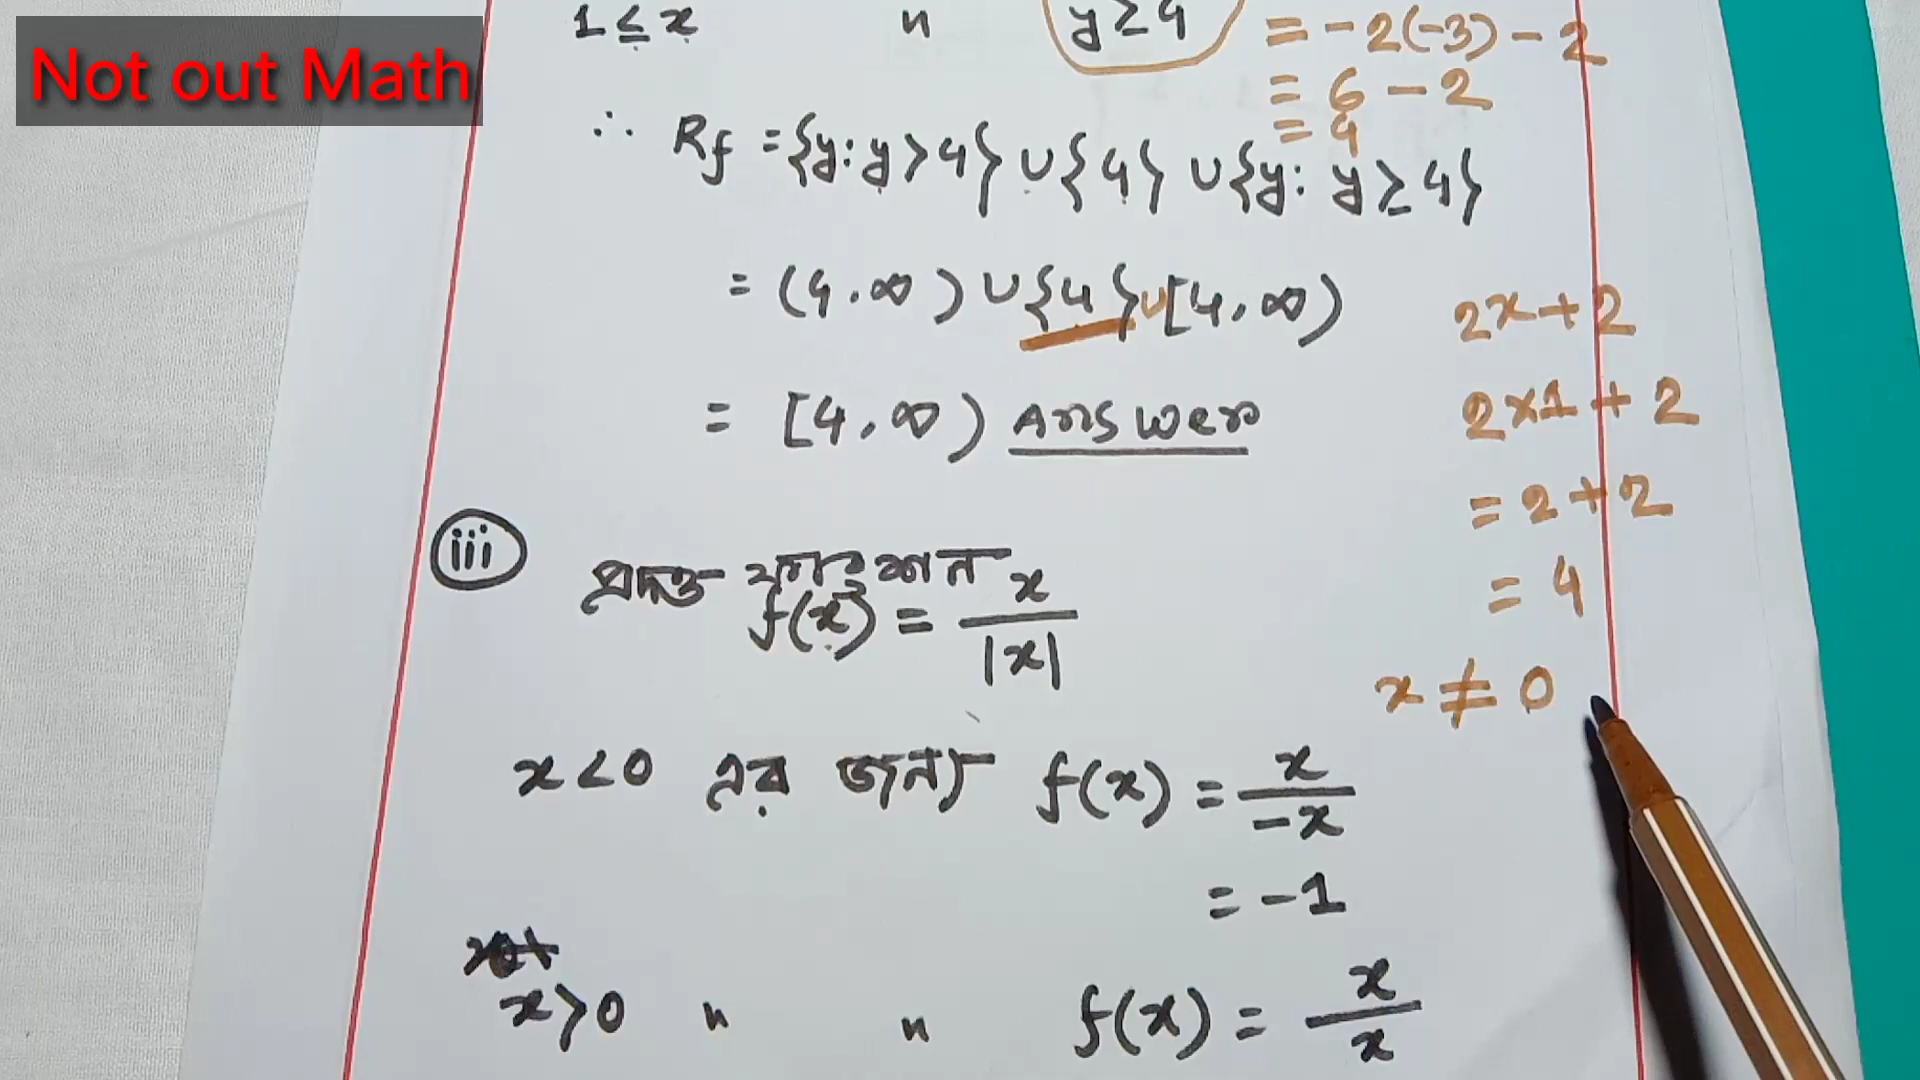 Not out Math
1 ≤ x " y ≥ 4
= -2(-3) - 2
= 6 - 2
= 4
∴ Rf = {y: y > 4} ∪ {4} ∪ {y: y ≥ 4}
= (4, ∞) ∪ {4} ∪ [4, ∞)
= [4, ∞) Answer
2x + 2
2×1 + 2
= 2 + 2
= 4
iii প্রদত্ত ফাংশন
f(x) = x / |x|
x ≠ 0
x < 0 এর জন্য f(x) = x / -x
= -1
x > 0 " " f(x) = x / x